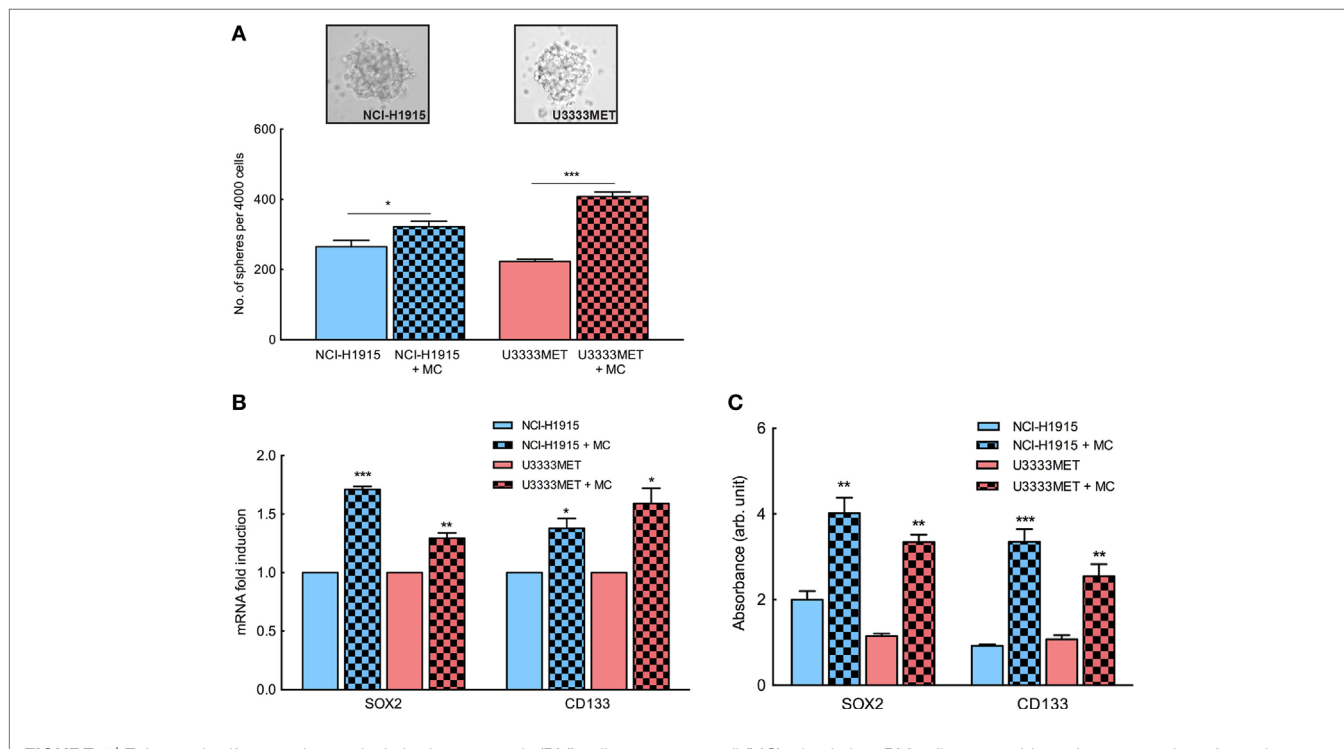 A
NCI-H1915
U3333MET
No. of spheres per 4000 cells
600
400
200
0
*
***
NCI-H1915
NCI-H1915
+ MC
U3333MET
U3333MET
+ MC
B
NCI-H1915
NCI-H1915 + MC
U3333MET
U3333MET + MC
mRNA fold induction
2.0
1.5
1.0
0.5
0.0
***
**
*
*
SOX2
CD133
C
NCI-H1915
NCI-H1915 + MC
U3333MET
U3333MET + MC
Absorbance (arb. unit)
6
4
2
0
**
**
***
**
SOX2
CD133